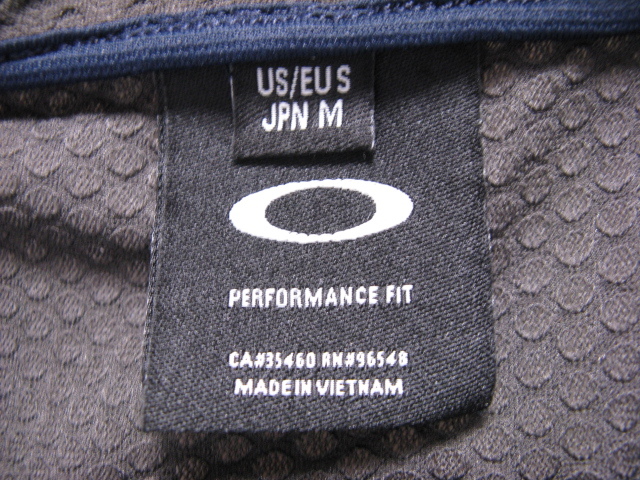 US/EU S
JPN M
PERFORMANCE FIT
CA#35460 RN#96548
MADE IN VIETNAM